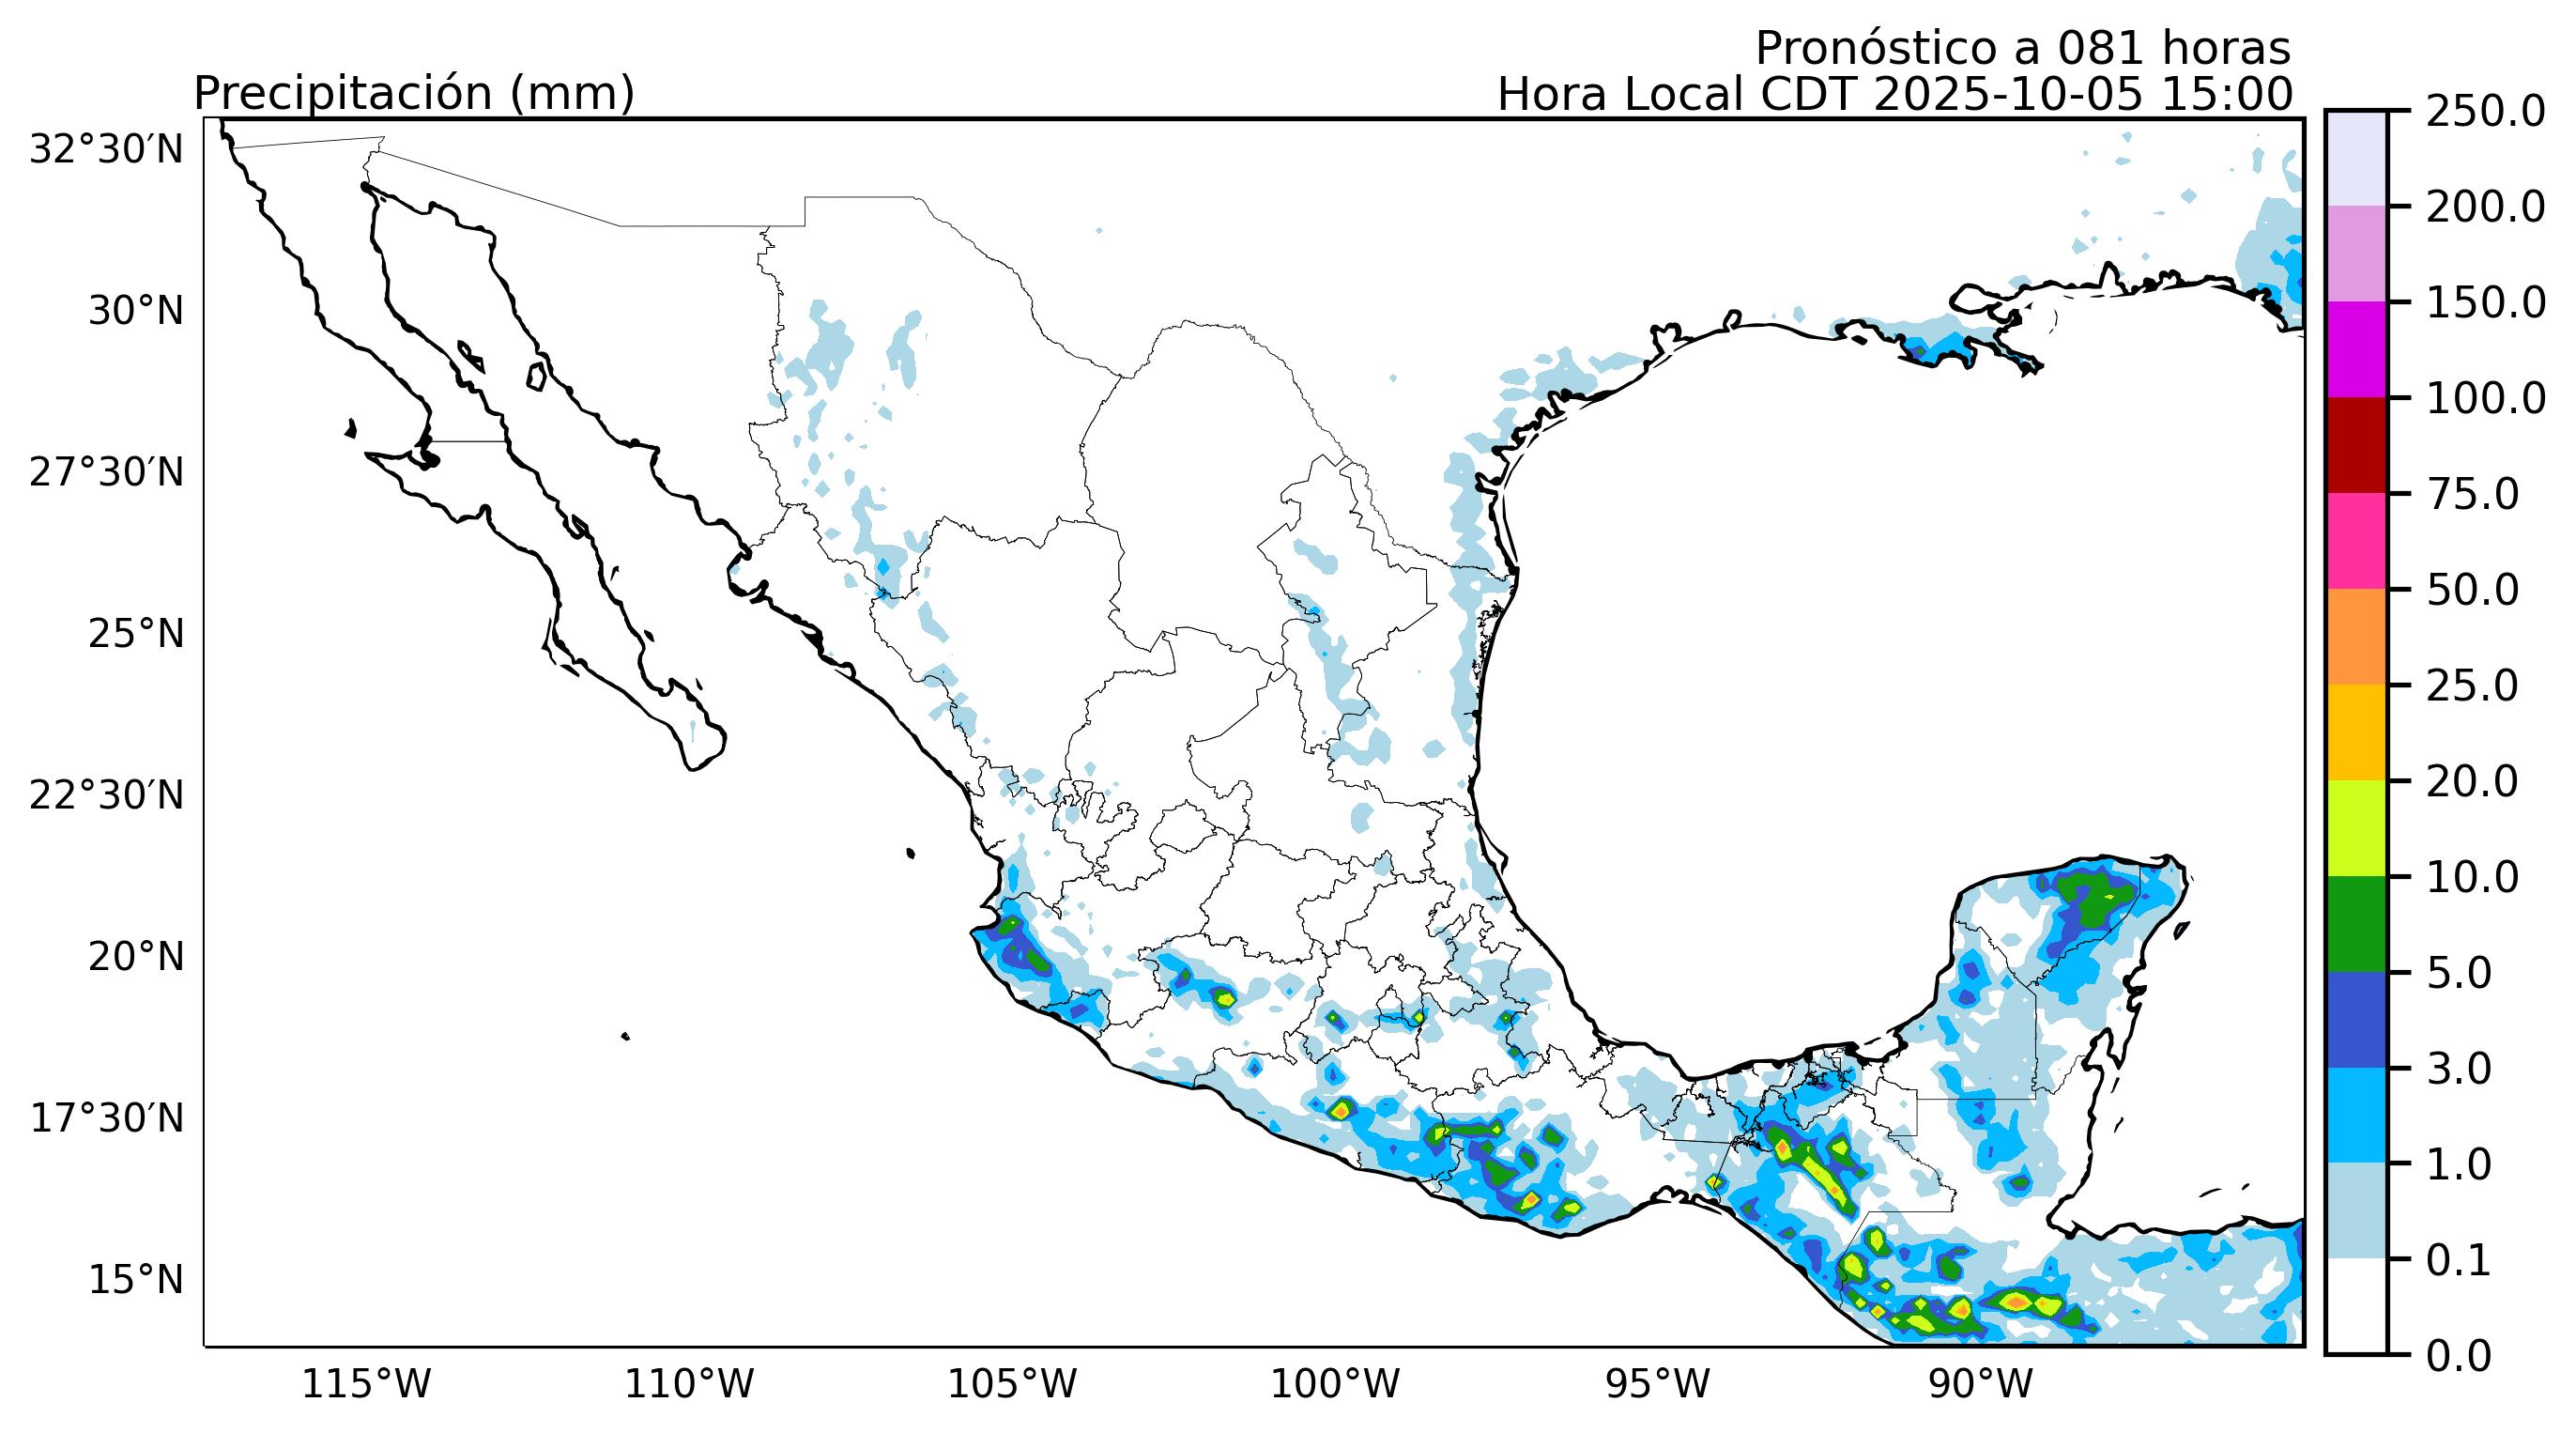 Pronóstico a 081 horas
Precipitación (mm)
Hora Local CDT 2025-10-05 15:00
32°30′N
30°N
27°30′N
25°N
22°30′N
20°N
17°30′N
15°N
115°W
110°W
105°W
100°W
95°W
90°W
250.0
200.0
150.0
100.0
75.0
50.0
25.0
20.0
10.0
5.0
3.0
1.0
0.1
0.0